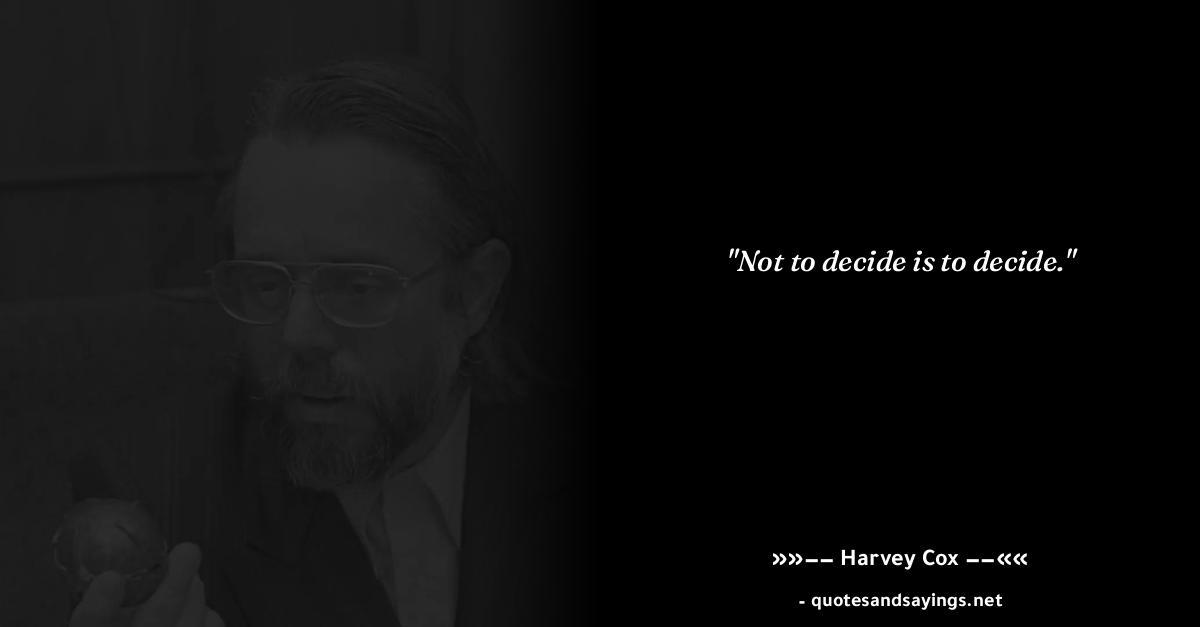 "Not to decide is to decide."
»»–– Harvey Cox ––««
- quotesandsayings.net